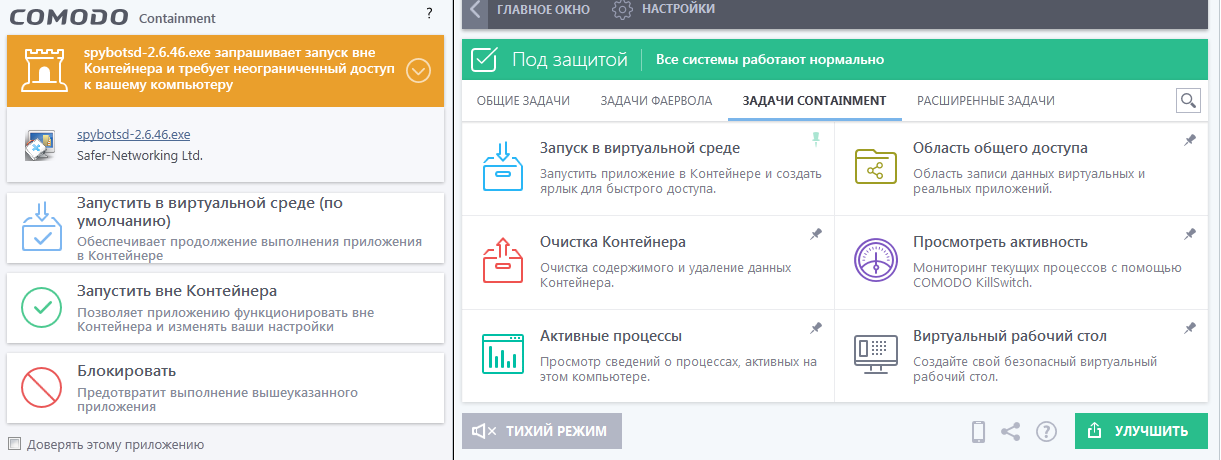 COMODO Containment ?
spybotsd-2.6.46.exe запрашивает запуск вне
Контейнера и требует неограниченный доступ
к вашему компьютеру
spybotsd-2.6.46.exe
Safer-Networking Ltd.
Запустить в виртуальной среде (по
умолчанию)
Обеспечивает продолжение выполнения приложения
в Контейнере
Запустить вне Контейнера
Позволяет приложению функционировать вне
Контейнера и изменять ваши настройки
Блокировать
Предотвратит выполнение вышеуказанного
приложения
Доверять этому приложению
ГЛАВНОЕ ОКНО НАСТРОЙКИ
Под защитой Все системы работают нормально
ОБЩИЕ ЗАДАЧИ ЗАДАЧИ ФАЕРВОЛА ЗАДАЧИ CONTAINMENT РАСШИРЕННЫЕ ЗАДАЧИ
Запуск в виртуальной среде
Запустить приложение в Контейнере и создать
ярлык для быстрого доступа.
Область общего доступа
Область записи данных виртуальных и
реальных приложений.
Очистка Контейнера
Очистка содержимого и удаление данных
Контейнера.
Просмотреть активность
Мониторинг текущих процессов с помощью
COMODO KillSwitch.
Активные процессы
Просмотр сведений о процессах, активных на
этом компьютере.
Виртуальный рабочий стол
Создайте свой безопасный виртуальный
рабочий стол.
ТИХИЙ РЕЖИМ ? УЛУЧШИТЬ